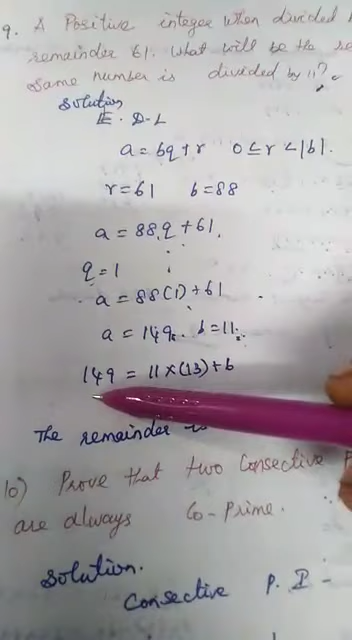 9. A Positive integer when divided
remainder 61. What will be the
same number is divided by 11?
Solution
E. D. L
a = bq + r 0 ≤ r < |b|.
r = 61 b = 88
a = 88q + 61.
q = 1
a = 88(1) + 61
a = 149. b = 11.
149 = 11 × (13) + 6
The remainder
10) Prove that two Consective P
are always Co-Prime.
Solution.
Consective P. I